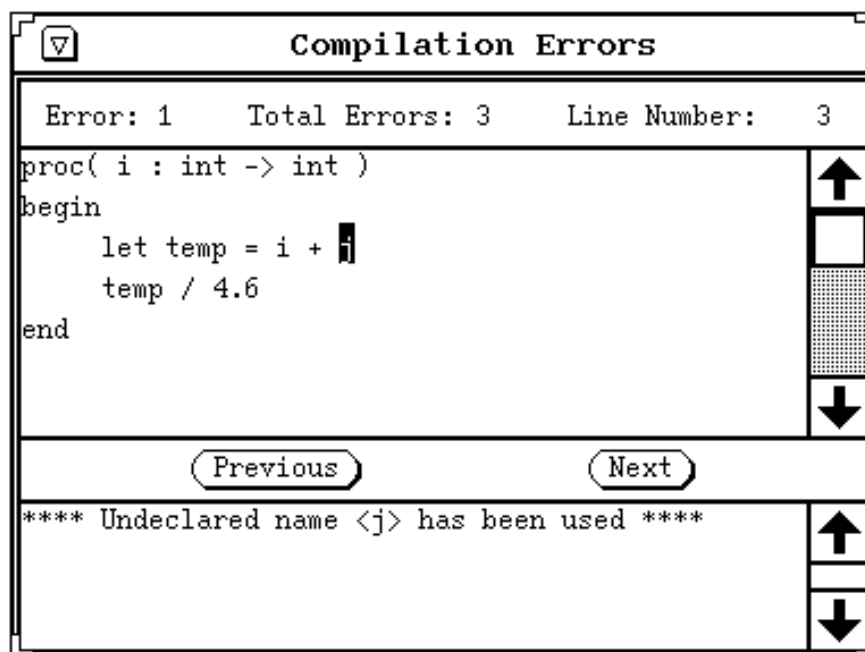 Compilation Errors
Error: 1 Total Errors: 3 Line Number: 3
proc( i : int -> int )
begin
let temp = i + j
temp / 4.6
end
Previous Next
**** Undeclared name <j> has been used ****